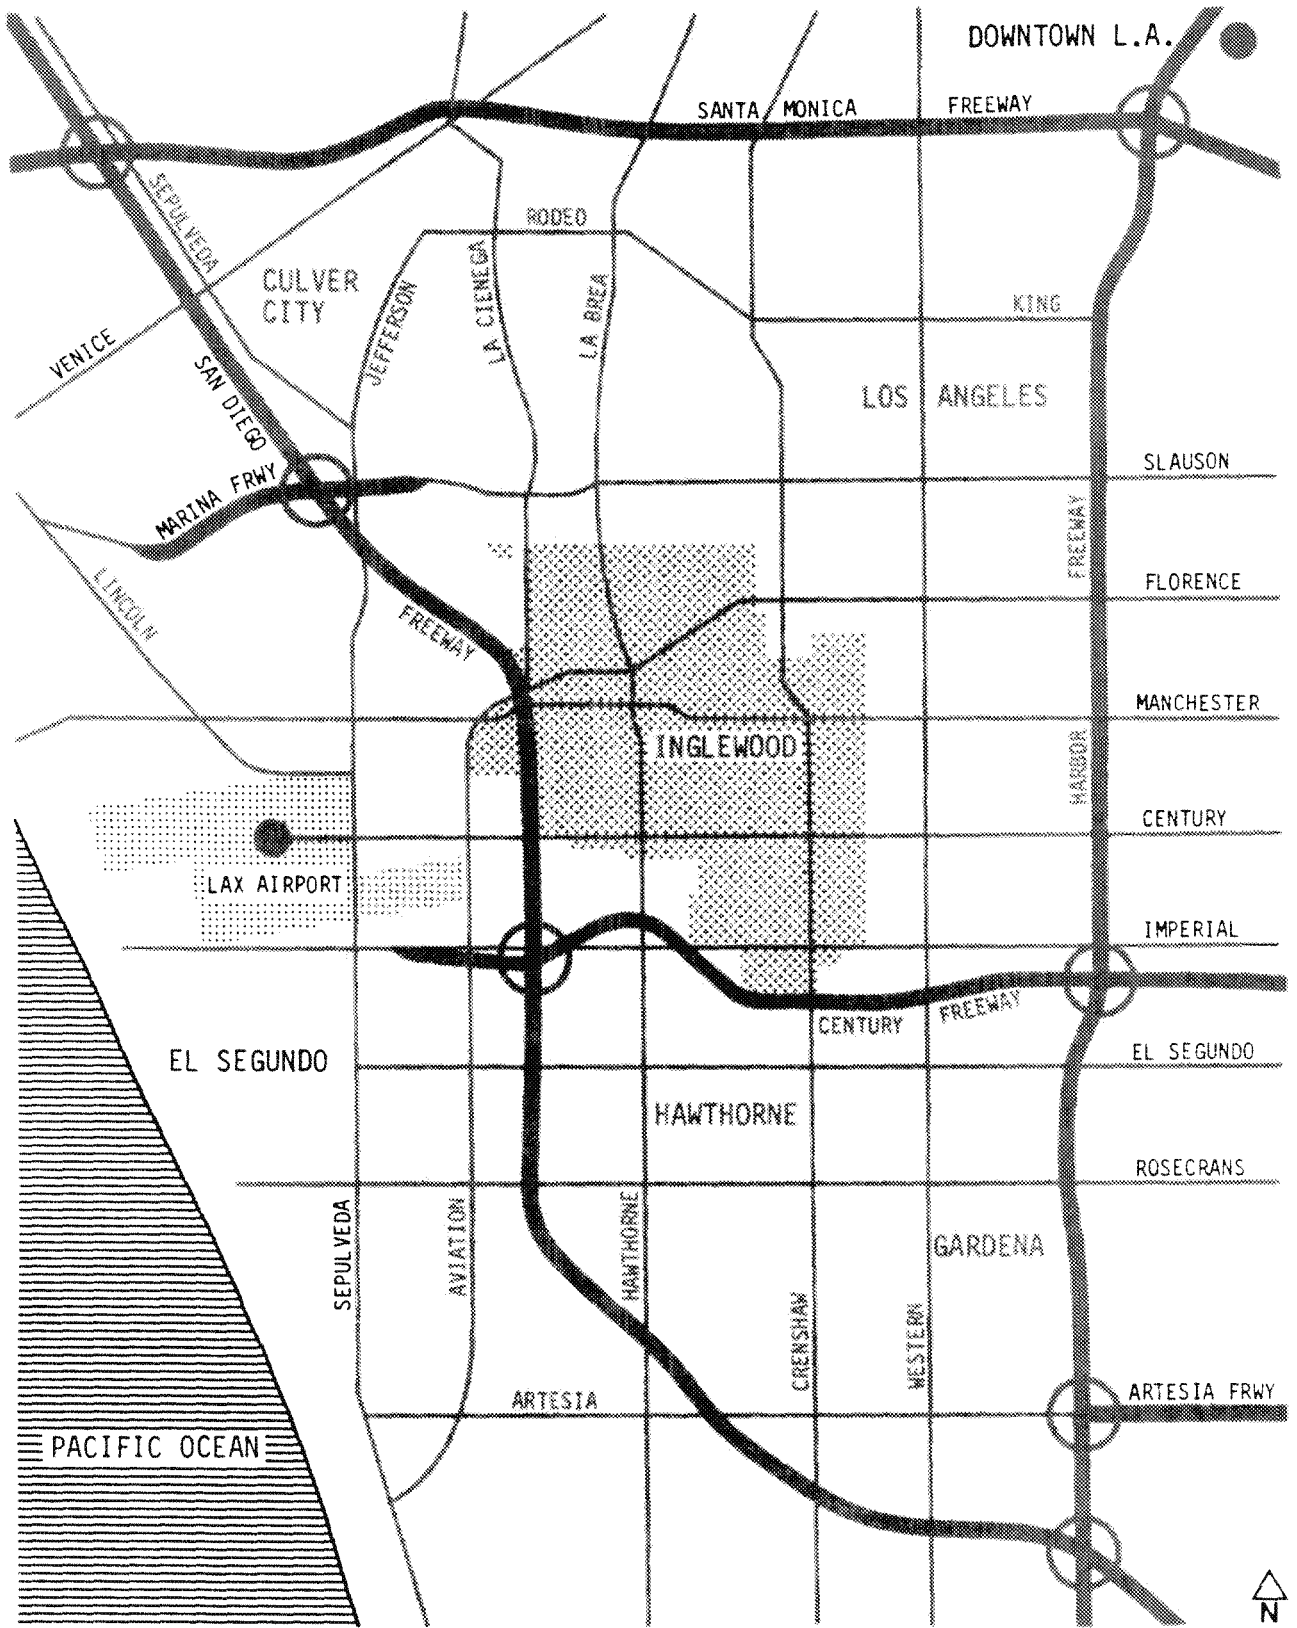 DOWNTOWN L.A.
SANTA MONICA FREEWAY
SEPULVEDA
RODEO
CULVER
CITY
JEFFERSON
LA CIENEGA
LA BREA
KING
VENICE
SAN DIEGO
LOS ANGELES
MARINA FRWY
SLAUSON
FREEWAY
LINCOLN
FLORENCE
FREEWAY
MANCHESTER
INGLEWOOD
HARBOR
CENTURY
LAX AIRPORT
IMPERIAL
CENTURY FREEWAY
EL SEGUNDO
EL SEGUNDO
HAWTHORNE
ROSECRANS
SEPULVEDA
AVIATION
HAWTHORNE
GARDENA
CRENSHAW
WESTERN
ARTESIA
ARTESIA FRWY
PACIFIC OCEAN
N